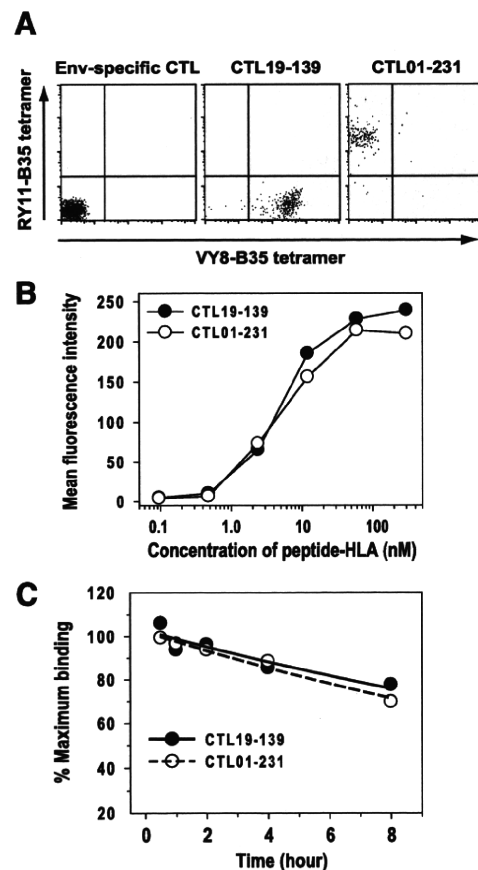 A
Env-specific CTL CTL19-139 CTL01-231
RY11-B35 tetramer
VY8-B35 tetramer
B
Mean fluorescence intensity
250
200
150
100
50
0
CTL19-139
CTL01-231
0.1 1.0 10 100
Concentration of peptide-HLA (nM)
C
% Maximum binding
120
100
80
60
40
20
CTL19-139
CTL01-231
0 2 4 6 8
Time (hour)